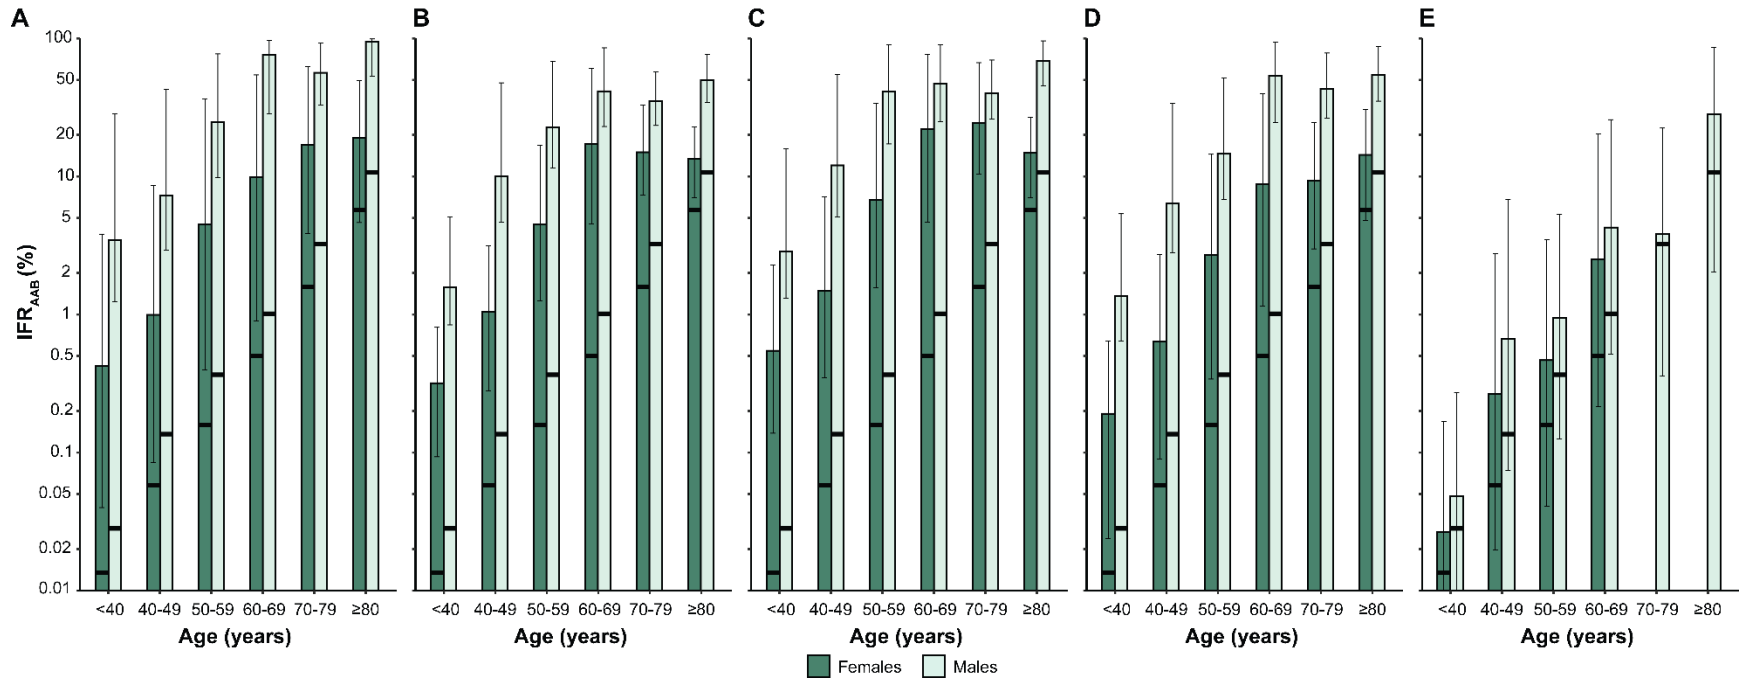 A B C D E
100
50
20
10
5
2
1
0.5
0.2
0.1
0.05
0.02
0.01
IFRAAB (%)
<40 40-49 50-59 60-69 70-79 ≥80 <40 40-49 50-59 60-69 70-79 ≥80 <40 40-49 50-59 60-69 70-79 ≥80 <40 40-49 50-59 60-69 70-79 ≥80 <40 40-49 50-59 60-69 70-79 ≥80
Age (years) Age (years) Age (years) Age (years) Age (years)
Females Males